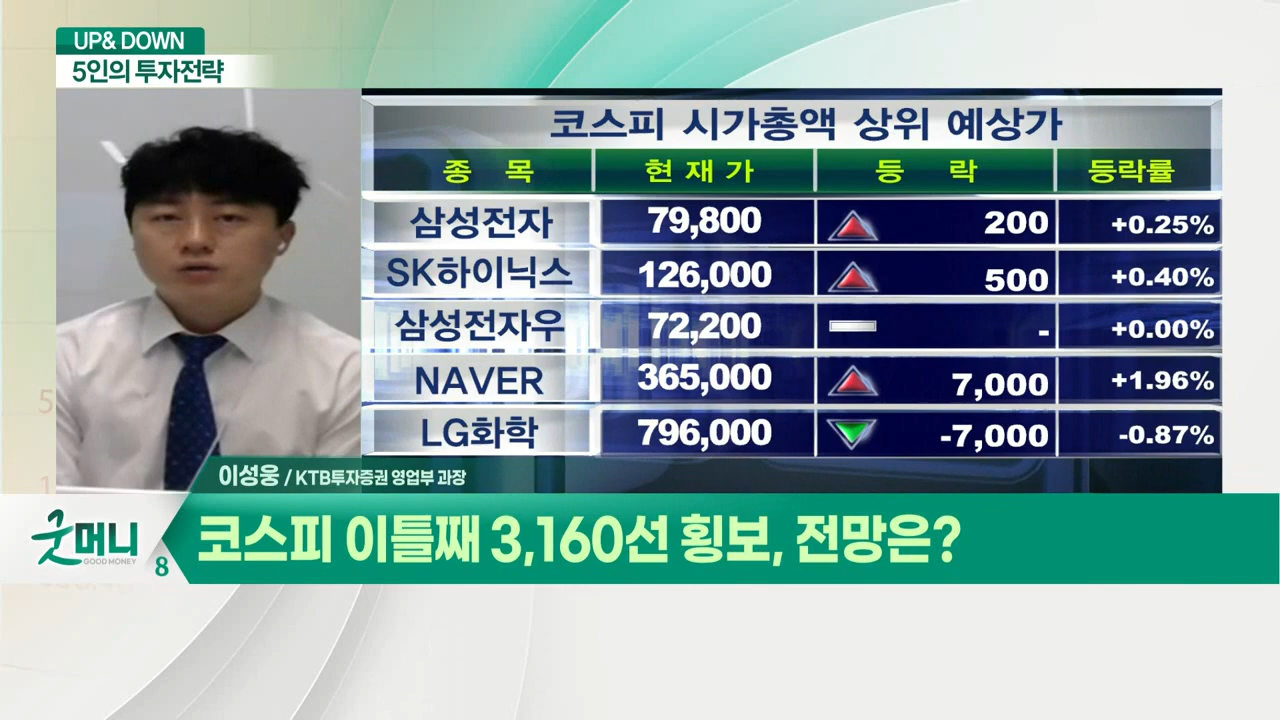 UP& DOWN
5인의 투자전략
코스피 시가총액 상위 예상가
종 목 현 재 가 등 락 등락률
삼성전자 79,800 200 +0.25%
SK하이닉스 126,000 500 +0.40%
삼성전자우 72,200 - +0.00%
NAVER 365,000 7,000 +1.96%
LG화학 796,000 -7,000 -0.87%
이성웅 / KTB투자증권 영업부 과장
굿머니
GOOD MONEY
8
코스피 이틀째 3,160선 횡보, 전망은?